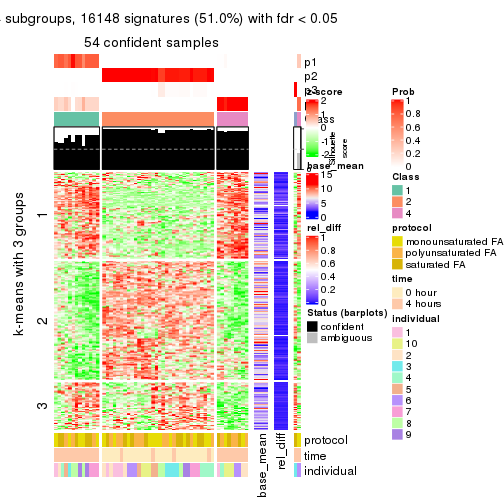 subgroups, 16148 signatures (51.0%) with fdr < 0.05
54 confident samples
p1
p2
p3
k-means with 3 groups
1
2
3
protocol
time
individual
base_mean
rel_diff
z-score
2
1
0
-1
-2
Silhouette
score
base_mean
15
10
5
0
rel_diff
1
0.8
0.6
0.4
0.2
0
Status (barplots)
confident
ambiguous
Prob
1
0.8
0.6
0.4
0.2
0
Class
1
2
4
protocol
monounsaturated FA
polyunsaturated FA
saturated FA
time
0 hour
4 hours
individual
1
10
2
3
4
5
6
7
8
9